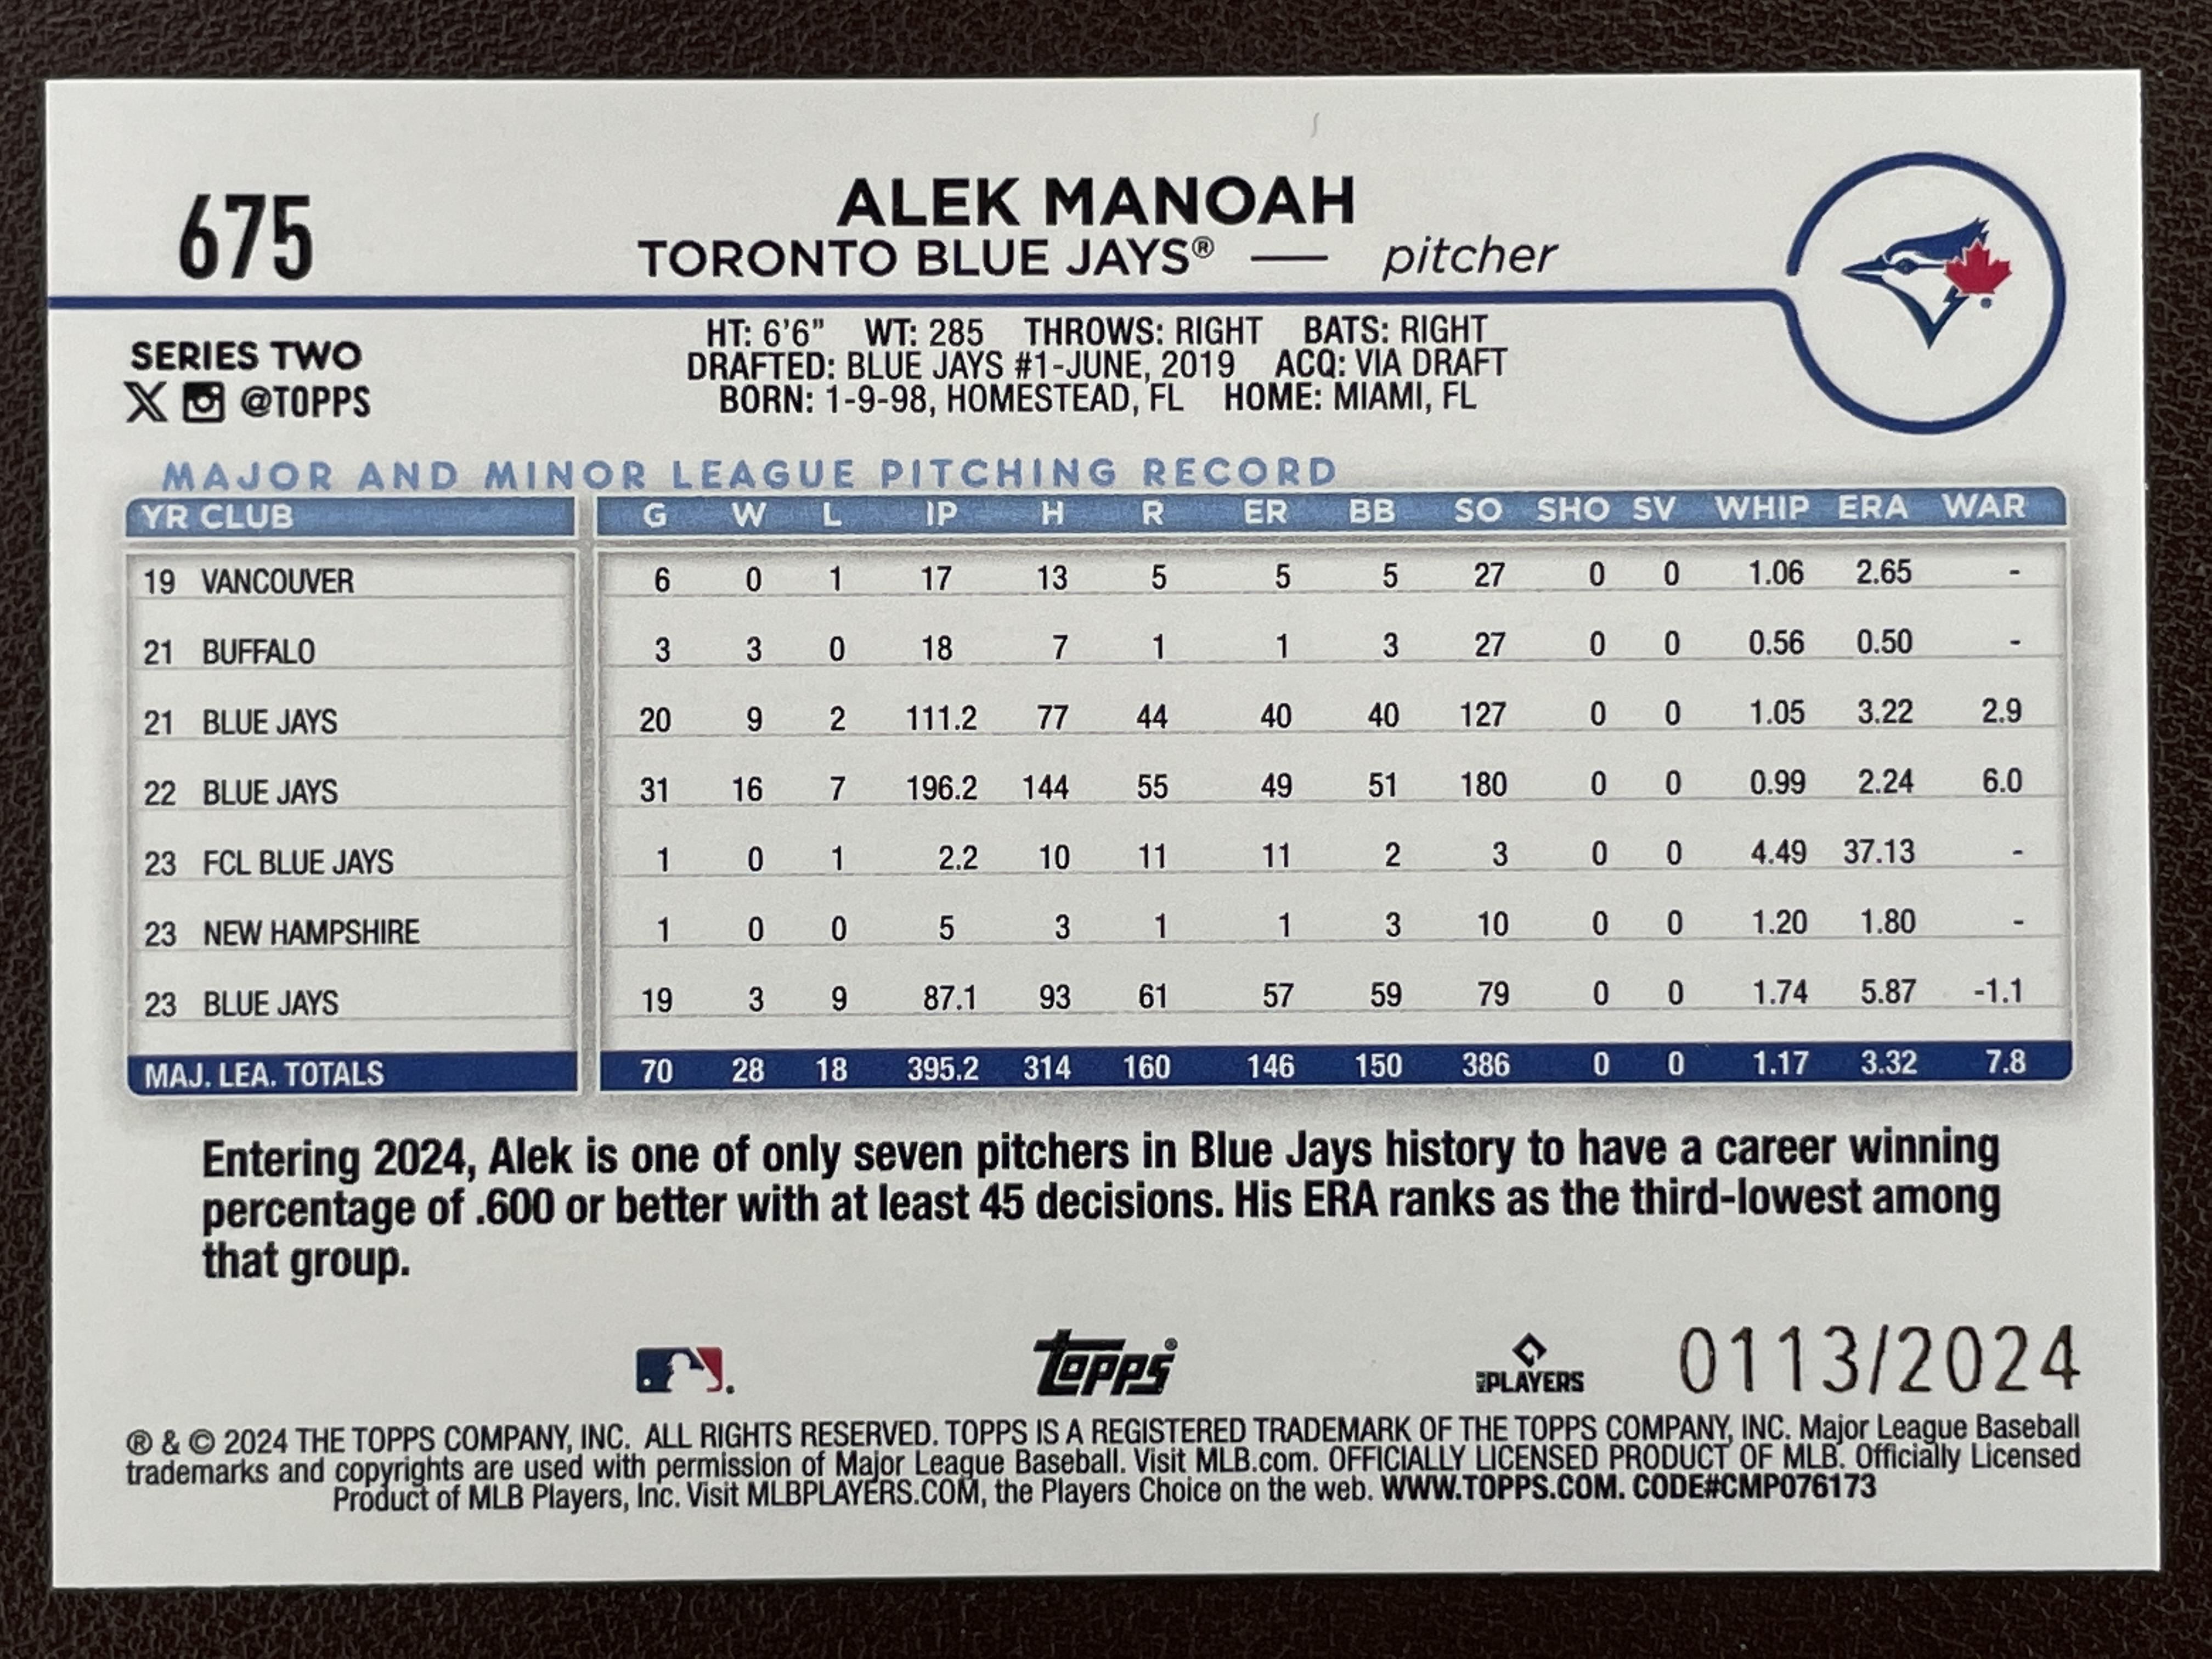 675
ALEK MANOAH
TORONTO BLUE JAYS® — pitcher
SERIES TWO
@TOPPS
HT: 6'6" WT: 285 THROWS: RIGHT BATS: RIGHT
DRAFTED: BLUE JAYS #1-JUNE, 2019 ACQ: VIA DRAFT
BORN: 1-9-98, HOMESTEAD, FL HOME: MIAMI, FL
MAJOR AND MINOR LEAGUE PITCHING RECORD
YR CLUB G W L IP H R ER BB SO SHO SV WHIP ERA WAR
19 VANCOUVER 6 0 1 17 13 5 5 5 27 0 0 1.06 2.65 -
21 BUFFALO 3 3 0 18 7 1 1 3 27 0 0 0.56 0.50 -
21 BLUE JAYS 20 9 2 111.2 77 44 40 40 127 0 0 1.05 3.22 2.9
22 BLUE JAYS 31 16 7 196.2 144 55 49 51 180 0 0 0.99 2.24 6.0
23 FCL BLUE JAYS 1 0 1 2.2 10 11 11 2 3 0 0 4.49 37.13 -
23 NEW HAMPSHIRE 1 0 0 5 3 1 1 3 10 0 0 1.20 1.80 -
23 BLUE JAYS 19 3 9 87.1 93 61 57 59 79 0 0 1.74 5.87 -1.1
MAJ. LEA. TOTALS 70 28 18 395.2 314 160 146 150 386 0 0 1.17 3.32 7.8
Entering 2024, Alek is one of only seven pitchers in Blue Jays history to have a career winning
percentage of .600 or better with at least 45 decisions. His ERA ranks as the third-lowest among
that group.
topps®
PLAYERS
0113/2024
® & © 2024 THE TOPPS COMPANY, INC. ALL RIGHTS RESERVED. TOPPS IS A REGISTERED TRADEMARK OF THE TOPPS COMPANY, INC. Major League Baseball
trademarks and copyrights are used with permission of Major League Baseball. Visit MLB.com. OFFICIALLY LICENSED PRODUCT OF MLB. Officially Licensed
Product of MLB Players, Inc. Visit MLBPLAYERS.COM, the Players Choice on the web. WWW.TOPPS.COM. CODE#CMP076173